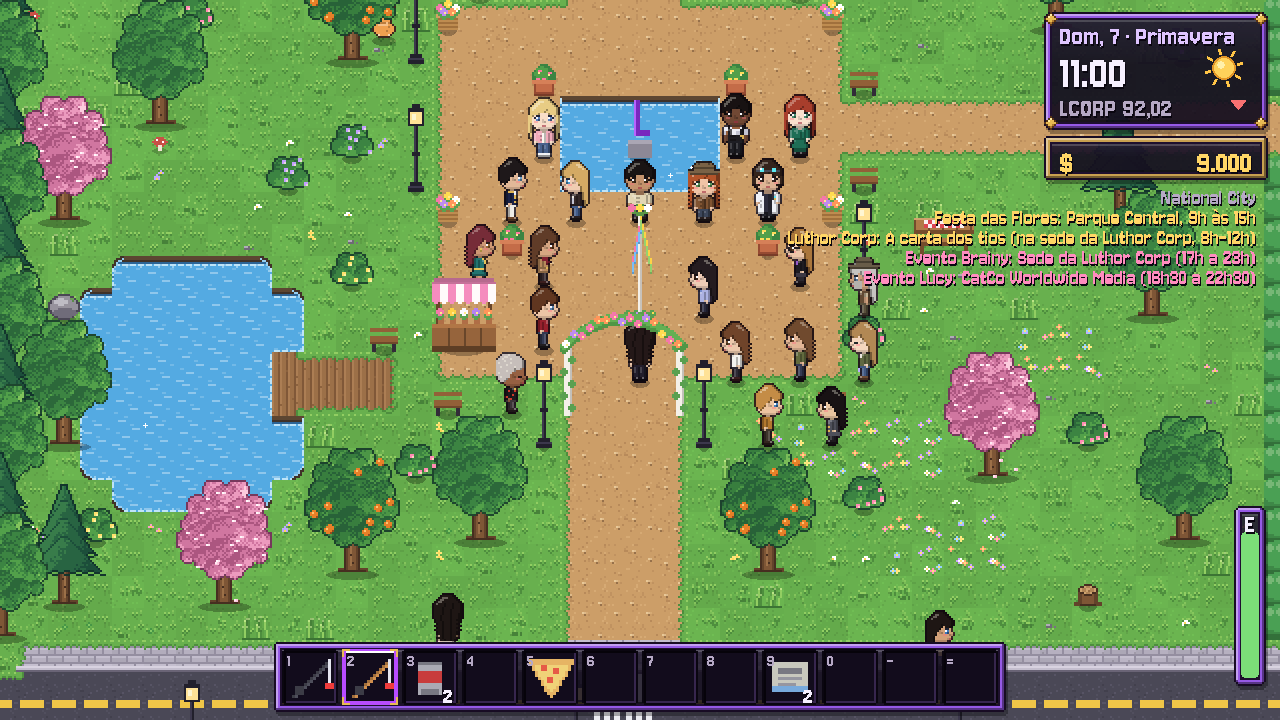 Dom, 7 · Primavera
11:00
LCORP 92,02
$ 9.000
National City
Festa das Flores: Parque Central, 9h às 15h
Luthor Corp: A carta dos tios (na sede da Luthor Corp, 8h-12h)
Evento Brainy: Sede da Luthor Corp (17h a 23h)
Evento Lucy: CatCo Worldwide Media (18h30 a 22h30)
L
E
1 2 3 4 5 6 7 8 9 0 - =
2 2